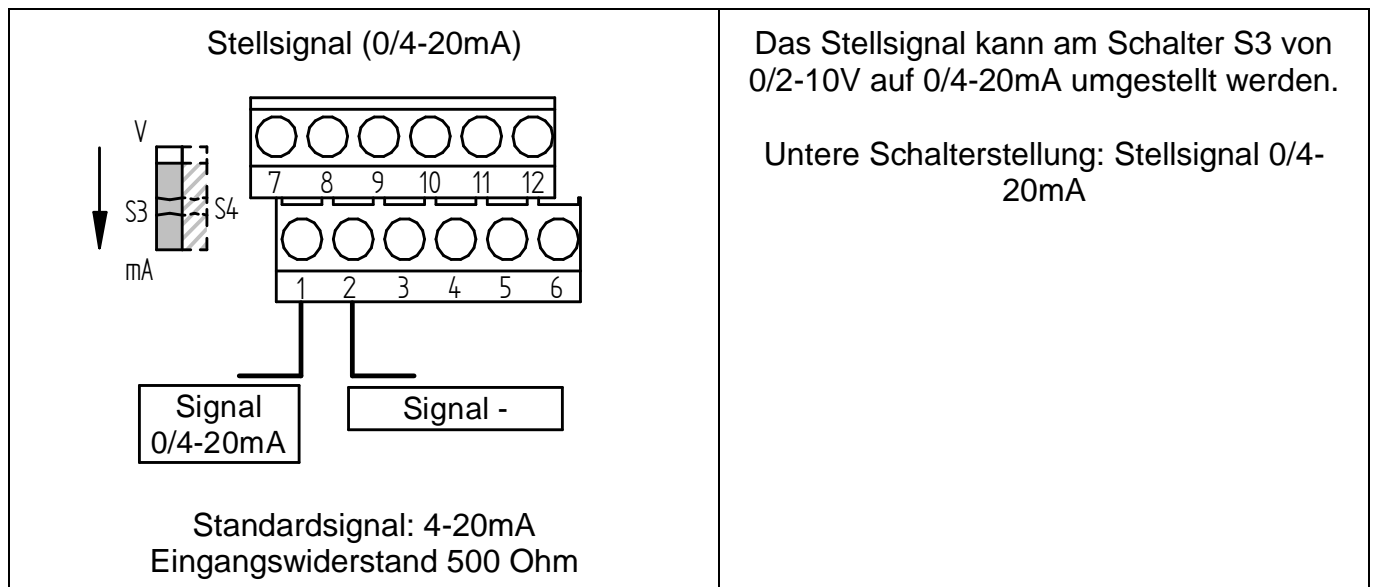 Stellsignal (0/4-20mA)
V
S3
S4
mA
7 8 9 10 11 12
1 2 3 4 5 6
Signal
0/4-20mA
Signal -
Standardsignal: 4-20mA
Eingangswiderstand 500 Ohm
Das Stellsignal kann am Schalter S3 von
0/2-10V auf 0/4-20mA umgestellt werden.
Untere Schalterstellung: Stellsignal 0/4-
20mA